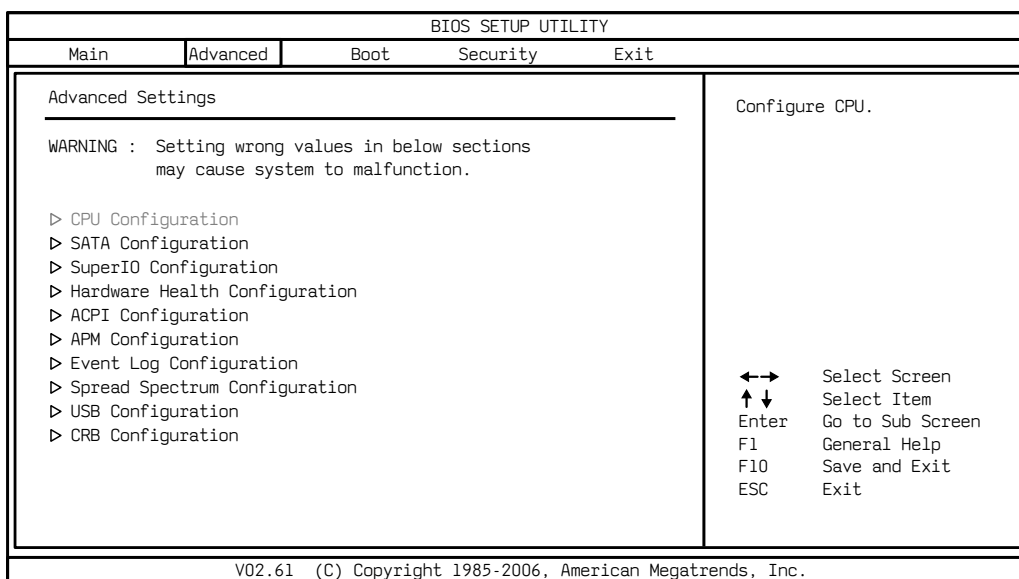 BIOS SETUP UTILITY
Main Advanced Boot Security Exit
Advanced Settings
WARNING : Setting wrong values in below sections
may cause system to malfunction.
▷ CPU Configuration
▷ SATA Configuration
▷ SuperIO Configuration
▷ Hardware Health Configuration
▷ ACPI Configuration
▷ APM Configuration
▷ Event Log Configuration
▷ Spread Spectrum Configuration
▷ USB Configuration
▷ CRB Configuration
Configure CPU.
←→ Select Screen
↑↓ Select Item
Enter Go to Sub Screen
F1 General Help
F10 Save and Exit
ESC Exit
V02.61 (C) Copyright 1985-2006, American Megatrends, Inc.